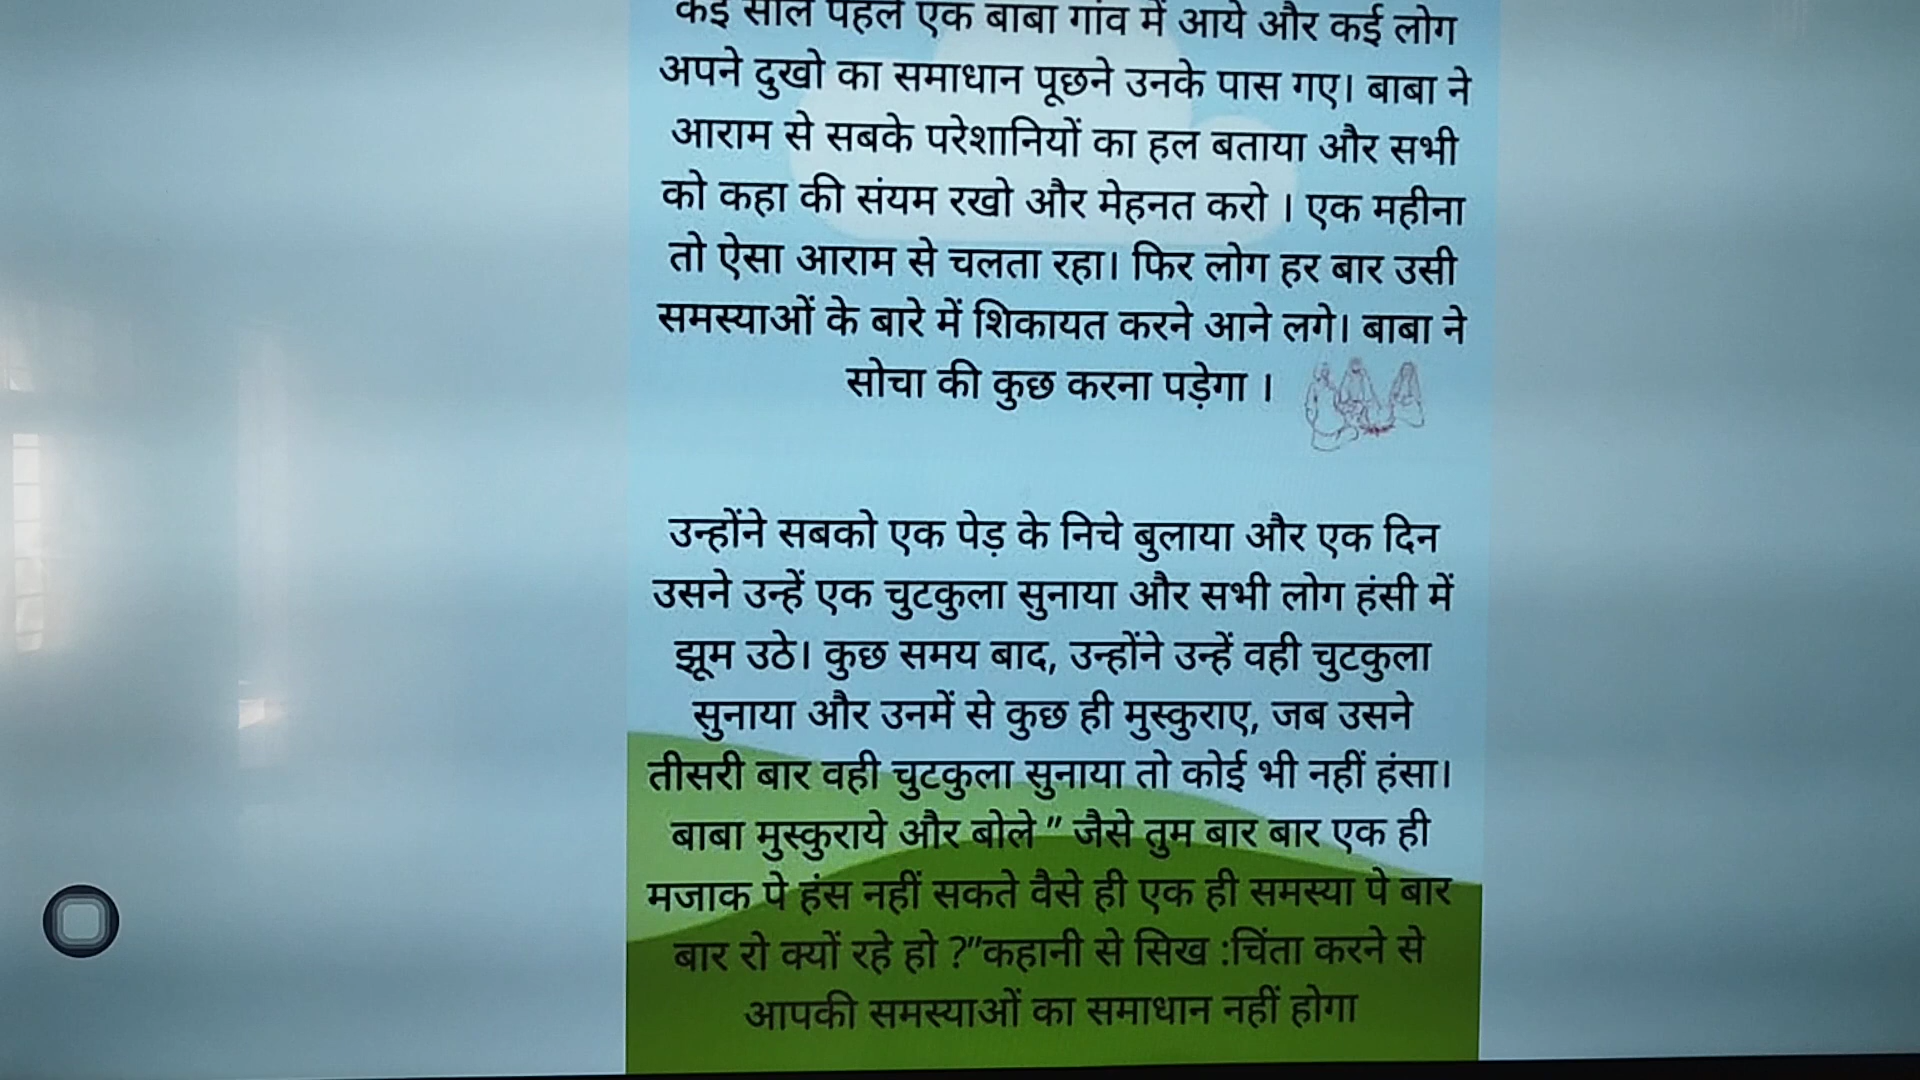 कई साल पहले एक बाबा गांव में आये और कई लोग
अपने दुखो का समाधान पूछने उनके पास गए। बाबा ने
आराम से सबके परेशानियों का हल बताया और सभी
को कहा की संयम रखो और मेहनत करो । एक महीना
तो ऐसा आराम से चलता रहा। फिर लोग हर बार उसी
समस्याओं के बारे में शिकायत करने आने लगे। बाबा ने
सोचा की कुछ करना पड़ेगा ।
उन्होंने सबको एक पेड़ के निचे बुलाया और एक दिन
उसने उन्हें एक चुटकुला सुनाया और सभी लोग हंसी में
झूम उठे। कुछ समय बाद, उन्होंने उन्हें वही चुटकुला
सुनाया और उनमें से कुछ ही मुस्कुराए, जब उसने
तीसरी बार वही चुटकुला सुनाया तो कोई भी नहीं हंसा।
बाबा मुस्कुराये और बोले ” जैसे तुम बार बार एक ही
मजाक पे हंस नहीं सकते वैसे ही एक ही समस्या पे बार
बार रो क्यों रहे हो ?”कहानी से सिख :चिंता करने से
आपकी समस्याओं का समाधान नहीं होगा